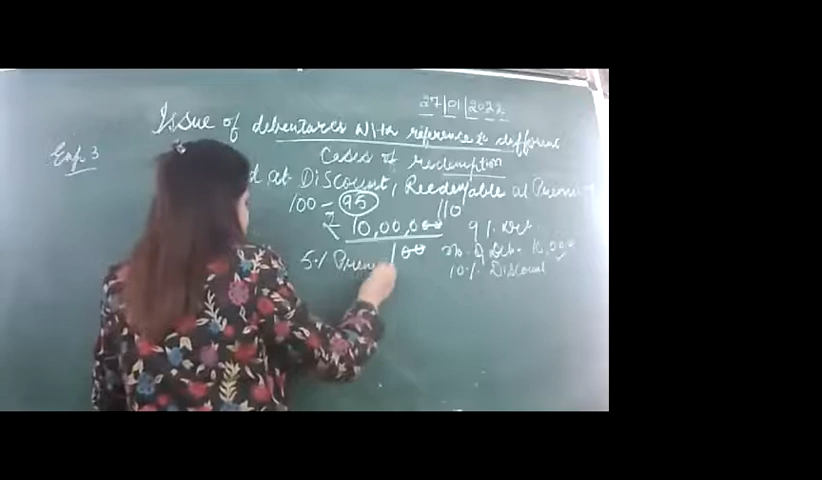 27/01/2022
Issue of debentures with reference to different
Exp 3
Cases of redemption
d at Discount, Reedemable at Premium
100 - 95
110
₹ 10,00,000
9% Deb.
100
No. of Deb - 10,000
5% Prem
10% Discount